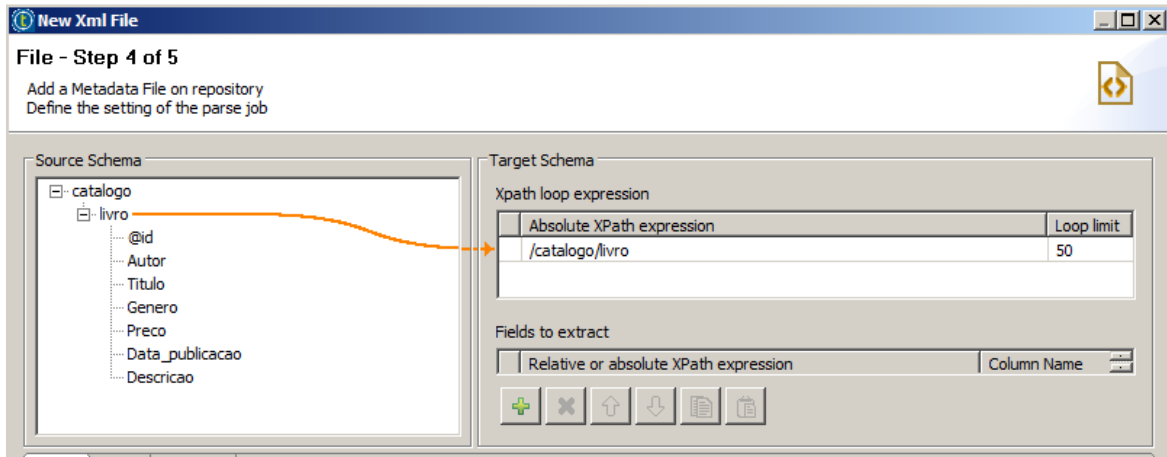 New Xml File
File - Step 4 of 5
Add a Metadata File on repository
Define the setting of the parse job
Source Schema
catalogo
livro
@id
Autor
Titulo
Genero
Preco
Data_publicacao
Descricao
Target Schema
Xpath loop expression
Absolute XPath expression Loop limit
/catalogo/livro 50
Fields to extract
Relative or absolute XPath expression Column Name